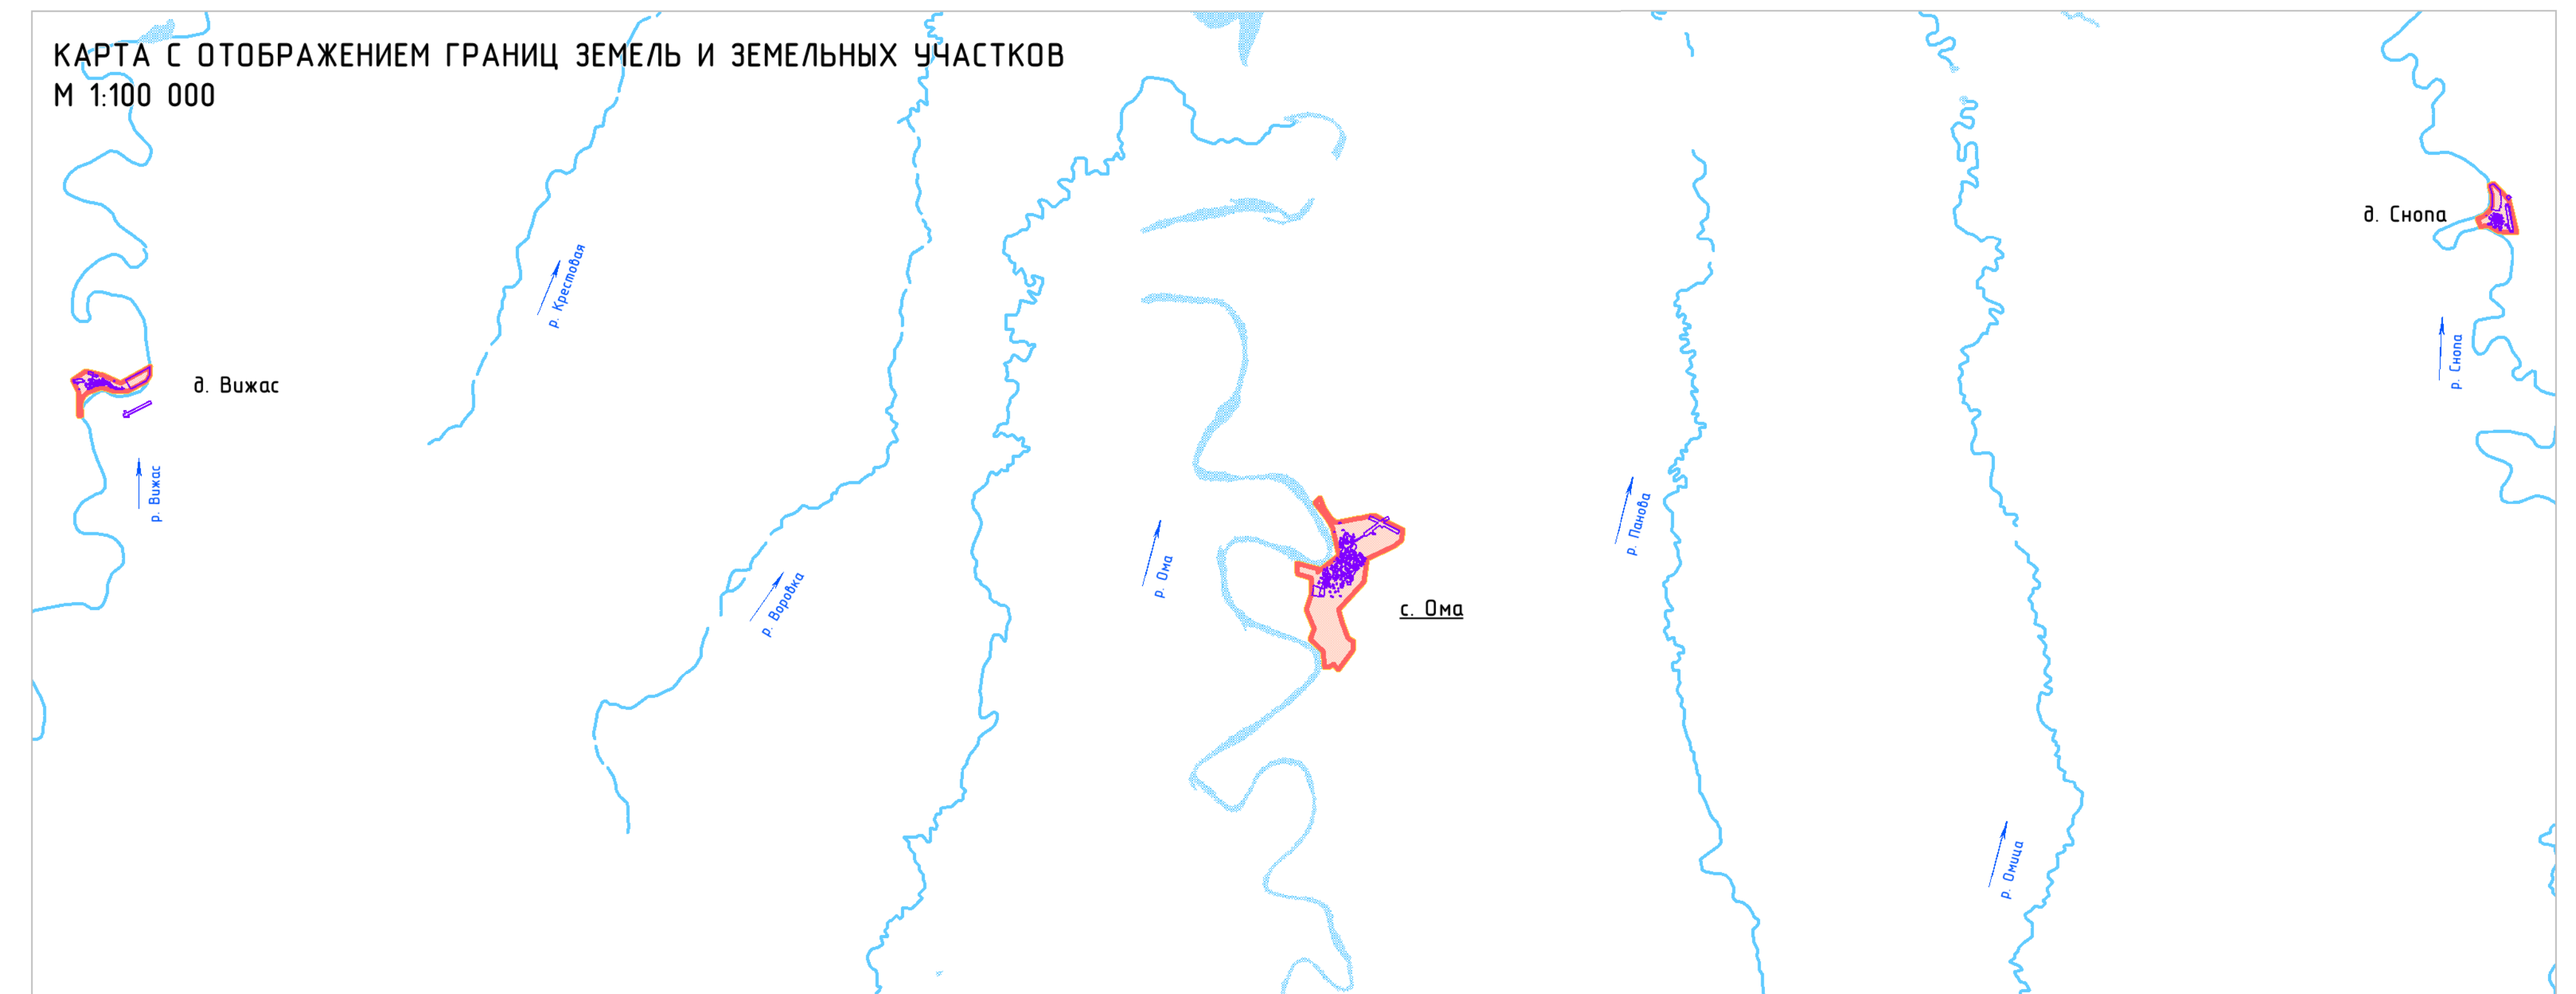 КАРТА С ОТОБРАЖЕНИЕМ ГРАНИЦ ЗЕМЕЛЬ И ЗЕМЕЛЬНЫХ УЧАСТКОВ
М 1:100 000
д. Снопа
р. Крестовая
р. Снопа
д. Вижас
р. Вижас
р. Панова
р. Ома
р. Воровка
с. Ома
р. Омица